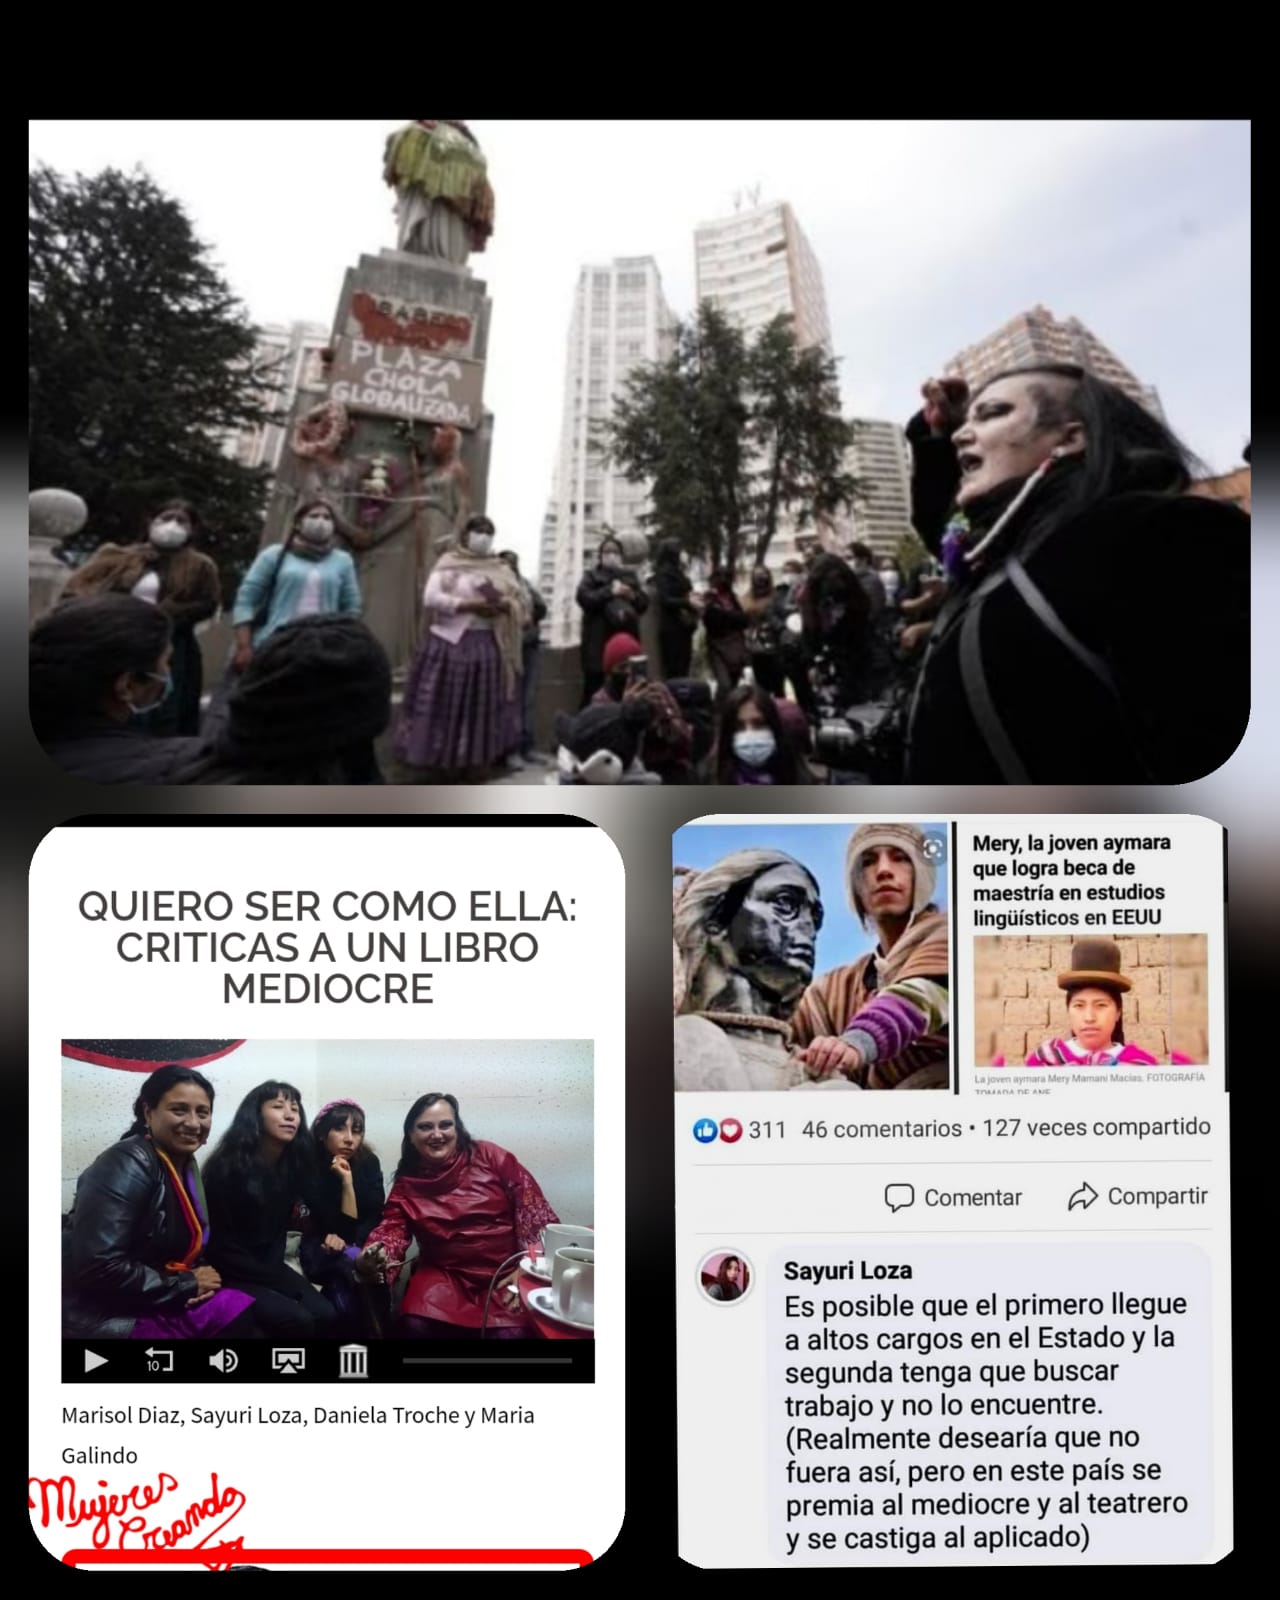 PLAZA
CHOLA
GLOBALIZADA
QUIERO SER COMO ELLA:
CRITICAS A UN LIBRO
MEDIOCRE
10
Marisol Diaz, Sayuri Loza, Daniela Troche y Maria
Galindo
Mujeres
Creando
Mery, la joven aymara
que logra beca de
maestría en estudios
lingüísticos en EEUU
La joven aymara Mery Mamani Macías. FOTOGRAFÍA
TOMADA DE ANF
311 46 comentarios • 127 veces compartido
Comentar Compartir
Sayuri Loza
Es posible que el primero llegue
a altos cargos en el Estado y la
segunda tenga que buscar
trabajo y no lo encuentre.
(Realmente desearía que no
fuera así, pero en este país se
premia al mediocre y al teatrero
y se castiga al aplicado)